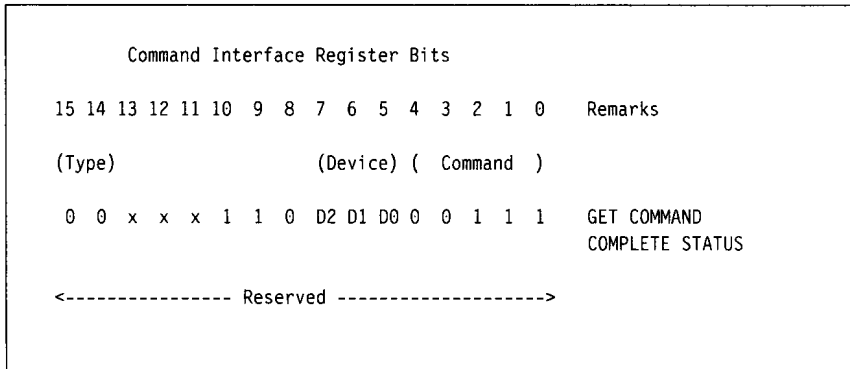 Command Interface Register Bits
15 14 13 12 11 10 9 8 7 6 5 4 3 2 1 0 Remarks
(Type) (Device) ( Command )
0 0 x x x 1 1 0 D2 D1 D0 0 0 1 1 1 GET COMMAND
COMPLETE STATUS
<---------------- Reserved --------------------->